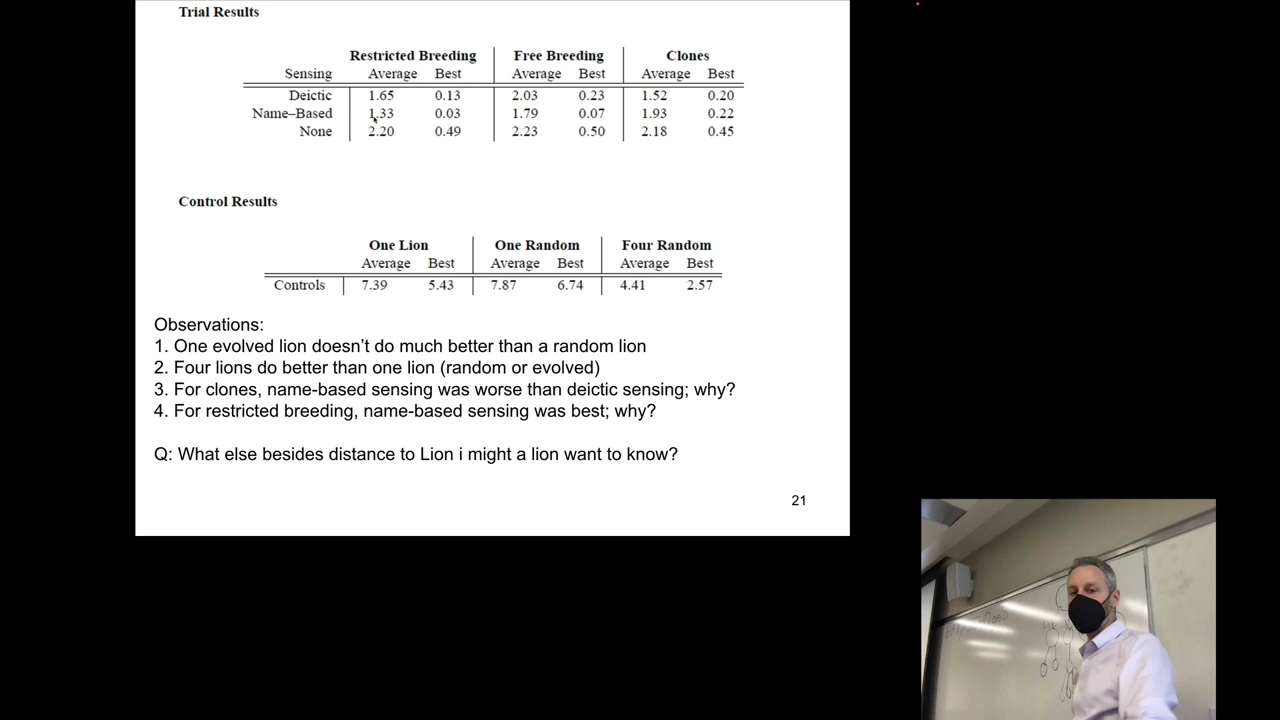 Trial Results
Restricted Breeding Free Breeding Clones
Sensing Average Best Average Best Average Best
Deictic 1.65 0.13 2.03 0.23 1.52 0.20
Name–Based 1.33 0.03 1.79 0.07 1.93 0.22
None 2.20 0.49 2.23 0.50 2.18 0.45
Control Results
One Lion One Random Four Random
Average Best Average Best Average Best
Controls 7.39 5.43 7.87 6.74 4.41 2.57
Observations:
1. One evolved lion doesn’t do much better than a random lion
2. Four lions do better than one lion (random or evolved)
3. For clones, name-based sensing was worse than deictic sensing; why?
4. For restricted breeding, name-based sensing was best; why?
Q: What else besides distance to Lion i might a lion want to know?
21